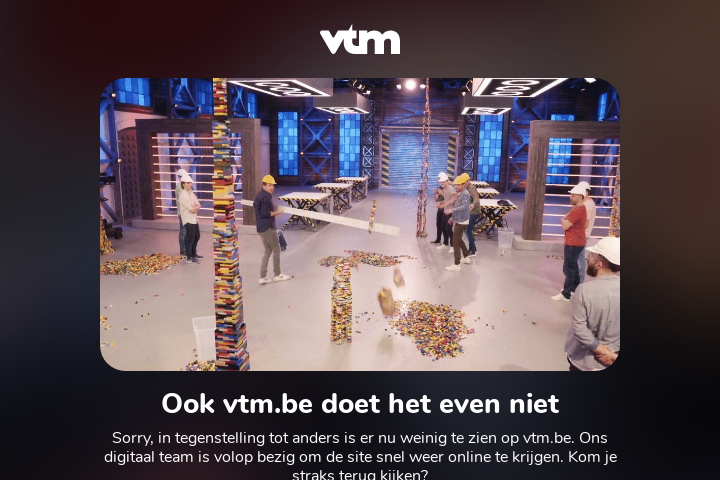 vtm
Ook vtm.be doet het even niet
Sorry, in tegenstelling tot anders is er nu weinig te zien op vtm.be. Ons
digitaal team is volop bezig om de site snel weer online te krijgen. Kom je
straks terug kijken?